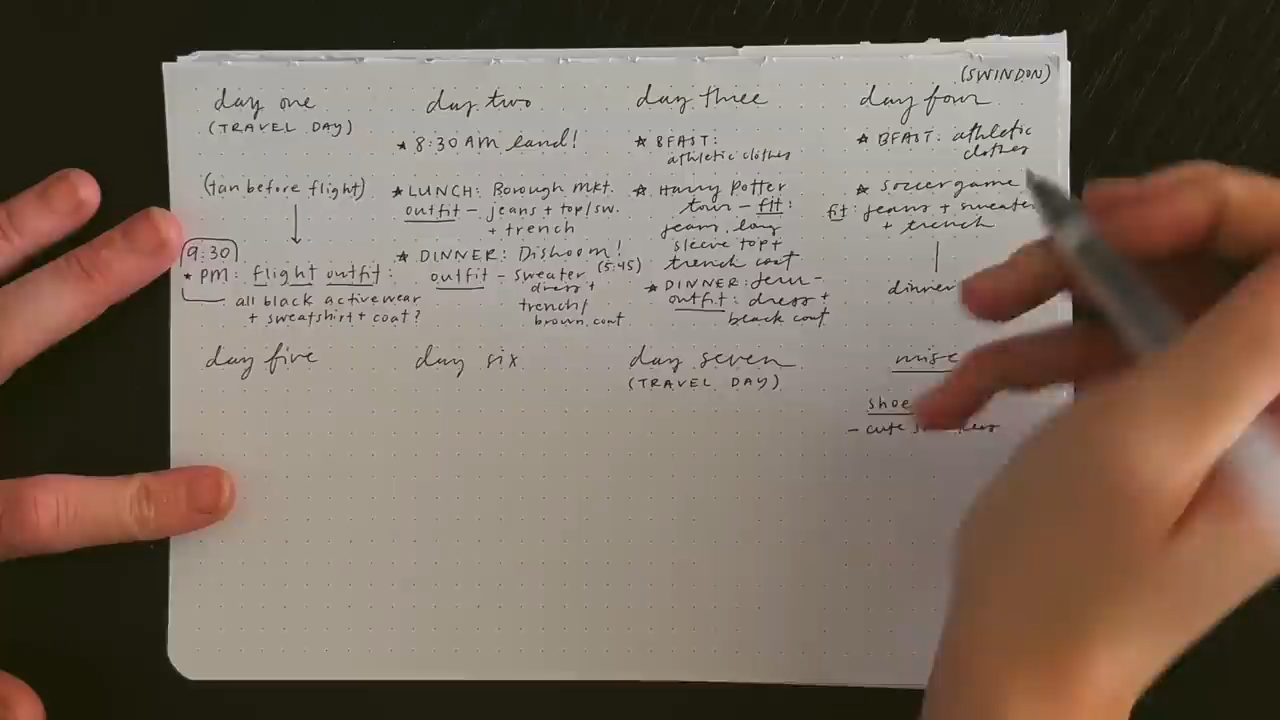 day one
(TRAVEL DAY)
(tan before flight)
9:30
★ PM: flight outfit:
all black activewear
+ sweatshirt + coat?
day two
★ 8:30 AM land!
★ LUNCH: Borough mkt.
outfit – jeans + top/sw.
+ trench
★ DINNER: Dishoom!
(5:45)
outfit – sweater
dress +
trench/
brown coat
day three
★ BFAST:
athletic clothes
★ Harry Potter
tour – fit:
jeans, long
sleeve top +
trench coat
★ DINNER:
outfit: dress +
black coat
(SWINDON)
day four
★ BFAST: athletic
clothes
★ soccer game
fit: jeans + sweater
+ trench
dinner
day five
day six
day seven
(TRAVEL DAY)
misc
shoe
– cute